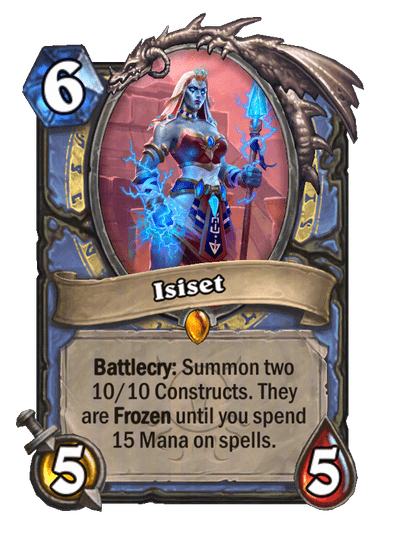 6
Isiset
Battlecry: Summon two
10/10 Constructs. They
are Frozen until you spend
15 Mana on spells.
5 5